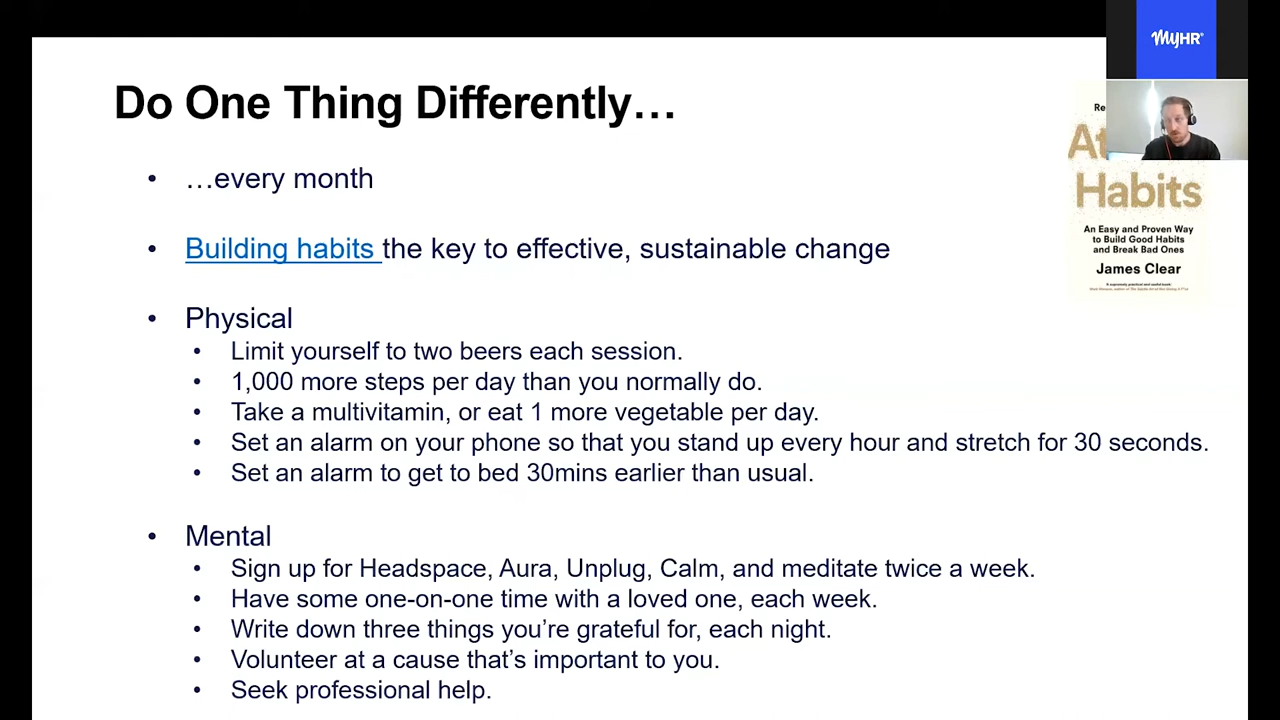 MyHR
Do One Thing Differently…
…every month
Building habits the key to effective, sustainable change
Habits
An Easy and Proven Way
to Build Good Habits
and Break Bad Ones
James Clear
Physical
Limit yourself to two beers each session.
1,000 more steps per day than you normally do.
Take a multivitamin, or eat 1 more vegetable per day.
Set an alarm on your phone so that you stand up every hour and stretch for 30 seconds.
Set an alarm to get to bed 30mins earlier than usual.
Mental
Sign up for Headspace, Aura, Unplug, Calm, and meditate twice a week.
Have some one-on-one time with a loved one, each week.
Write down three things you’re grateful for, each night.
Volunteer at a cause that’s important to you.
Seek professional help.